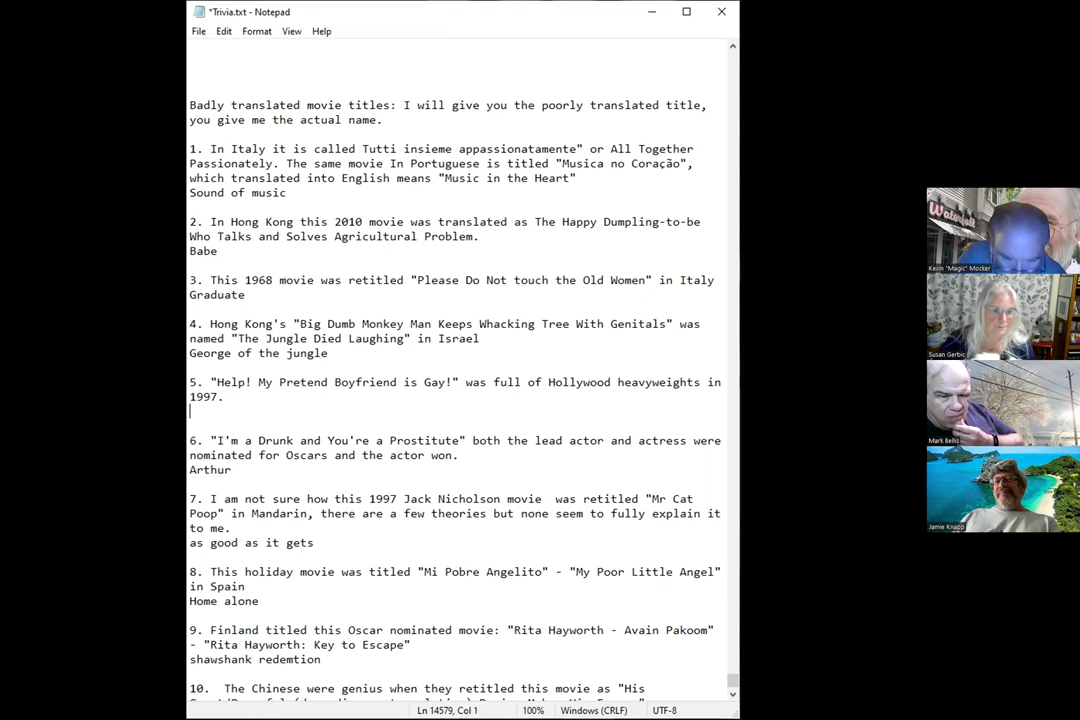 *Trivia.txt - Notepad
File Edit Format View Help
Badly translated movie titles: I will give you the poorly translated title,
you give me the actual name.
1. In Italy it is called Tutti insieme appassionatamente" or All Together
Passionately. The same movie In Portuguese is titled "Musica no Coração",
which translated into English means "Music in the Heart"
Sound of music
2. In Hong Kong this 2010 movie was translated as The Happy Dumpling-to-be
Who Talks and Solves Agricultural Problem.
Babe
3. This 1968 movie was retitled "Please Do Not touch the Old Women" in Italy
Graduate
4. Hong Kong's "Big Dumb Monkey Man Keeps Whacking Tree With Genitals" was
named "The Jungle Died Laughing" in Israel
George of the jungle
5. "Help! My Pretend Boyfriend is Gay!" was full of Hollywood heavyweights in
1997.
6. "I'm a Drunk and You're a Prostitute" both the lead actor and actress were
nominated for Oscars and the actor won.
Arthur
7. I am not sure how this 1997 Jack Nicholson movie  was retitled "Mr Cat
Poop" in Mandarin, there are a few theories but none seem to fully explain it
to me.
as good as it gets
8. This holiday movie was titled "Mi Pobre Angelito" - "My Poor Little Angel"
in Spain
Home alone
9. Finland titled this Oscar nominated movie: "Rita Hayworth - Avain Pakoom"
- "Rita Hayworth: Key to Escape"
shawshank redemtion
10.  The Chinese were genius when they retitled this movie as "His
Ln 14579, Col 1 100% Windows (CRLF) UTF-8
Waterfall
Kevin "Magic" Mocker
Susan Gerbic
Mark Bellis
Jamie Knapp